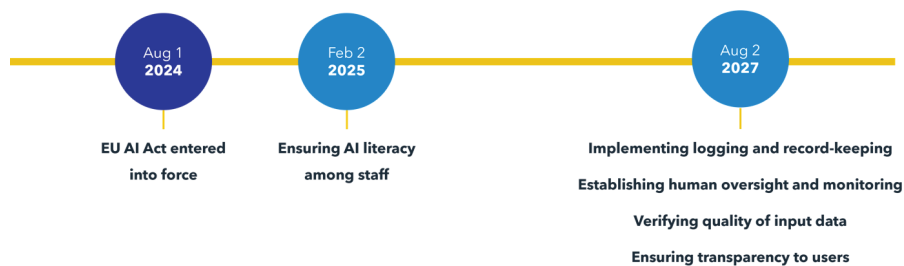 Aug 1
2024
EU AI Act entered
into force
Feb 2
2025
Ensuring AI literacy
among staff
Aug 2
2027
Implementing logging and record-keeping
Establishing human oversight and monitoring
Verifying quality of input data
Ensuring transparency to users